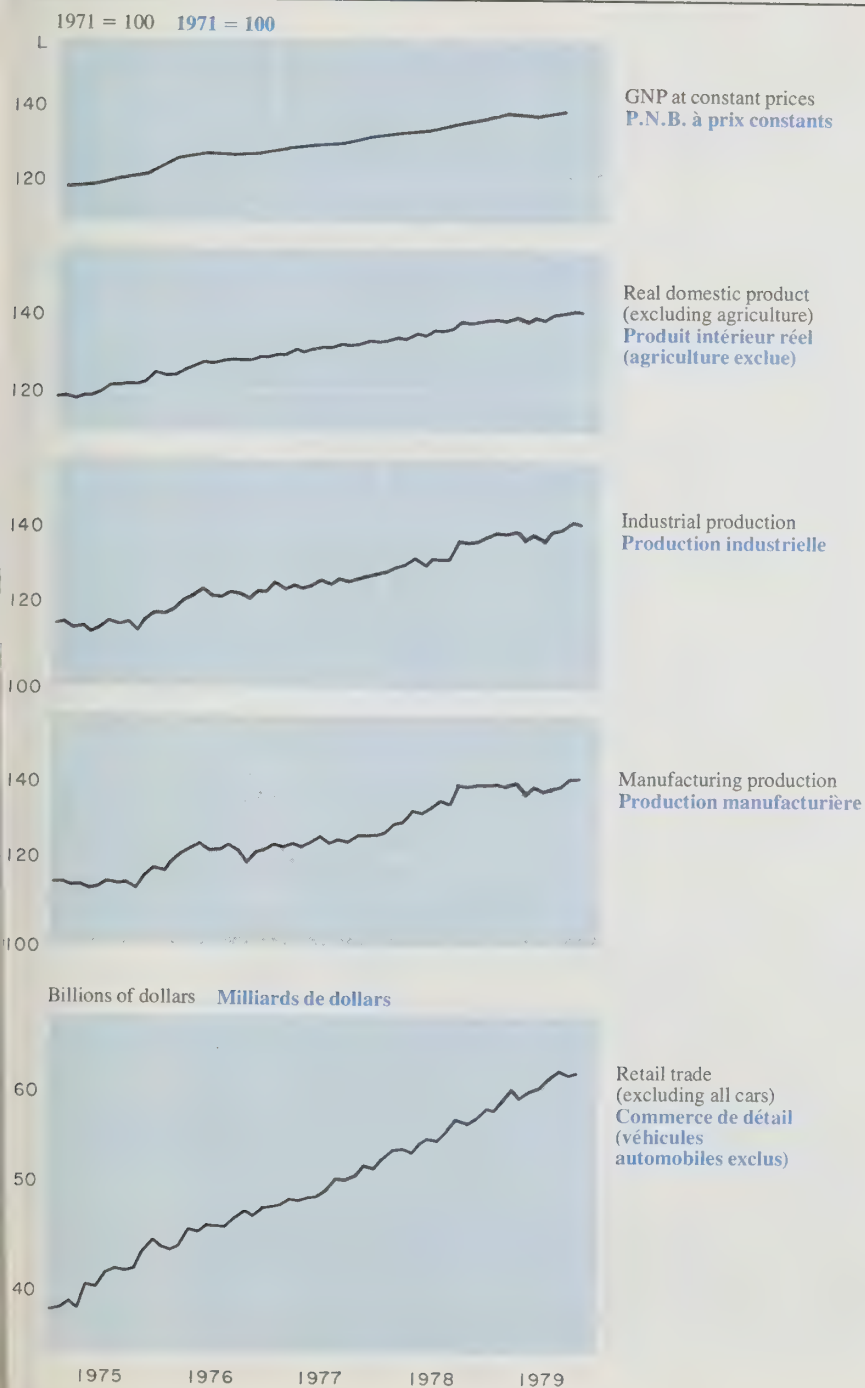 1971 = 100 1971 = 100
L
140
120
GNP at constant prices
P.N.B. à prix constants
140
120
Real domestic product
(excluding agriculture)
Produit intérieur réel
(agriculture exclue)
140
120
100
Industrial production
Production industrielle
140
120
100
Manufacturing production
Production manufacturière
Billions of dollars Milliards de dollars
60
50
40
Retail trade
(excluding all cars)
Commerce de détail
(véhicules
automobiles exclus)
1975 1976 1977 1978 1979